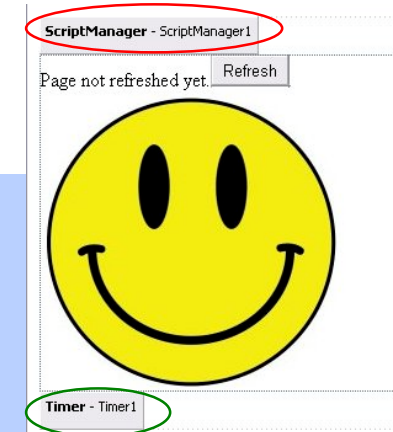 ScriptManager - ScriptManager1
Page not refreshed yet. Refresh
Timer - Timer1